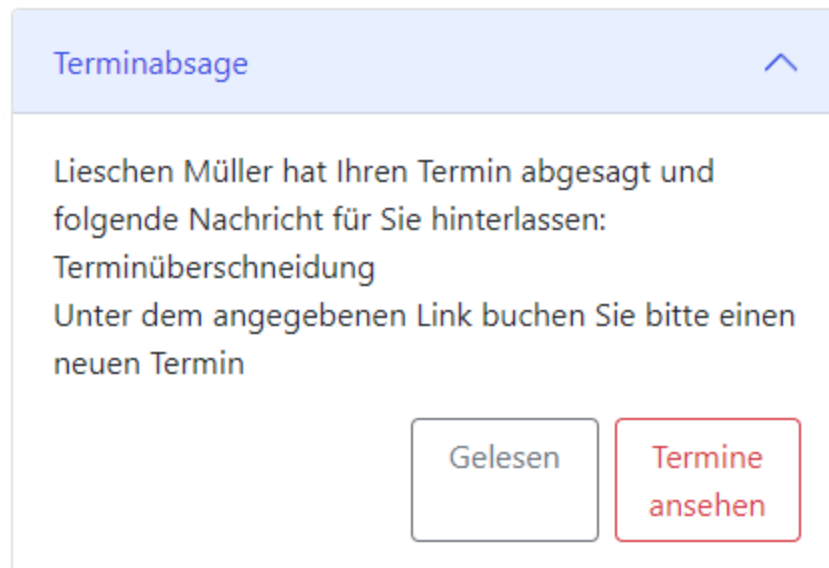 Terminabsage
Lieschen Müller hat Ihren Termin abgesagt und
folgende Nachricht für Sie hinterlassen:
Terminüberschneidung
Unter dem angegebenen Link buchen Sie bitte einen
neuen Termin
Gelesen
Termine
ansehen